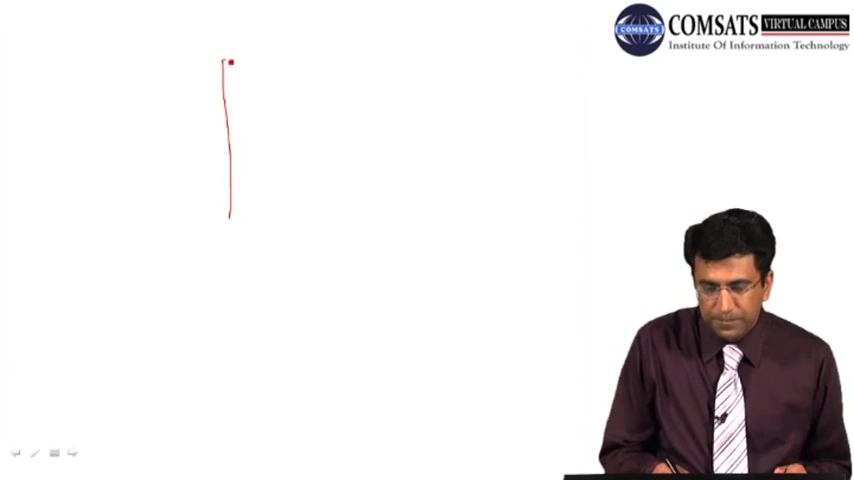 COMSATS VIRTUAL CAMPUS
Institute Of Information Technology
COMSATS